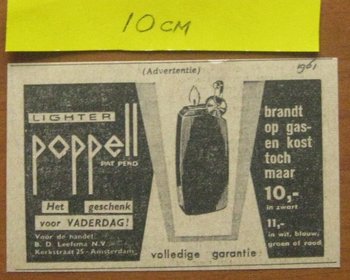 10 CM
(Advertentie)
1961
LIGHTER
poppell
PAT PEND
Het geschenk
voor VADERDAG!
Voor de handel:
B. D. Leefsma N.V.
Kerkstraat 25 - Amsterdam
brandt
op gas-
en kost
toch
maar
10,-
in zwart
11,-
in wit, blauw,
groen of rood
volledige garantie